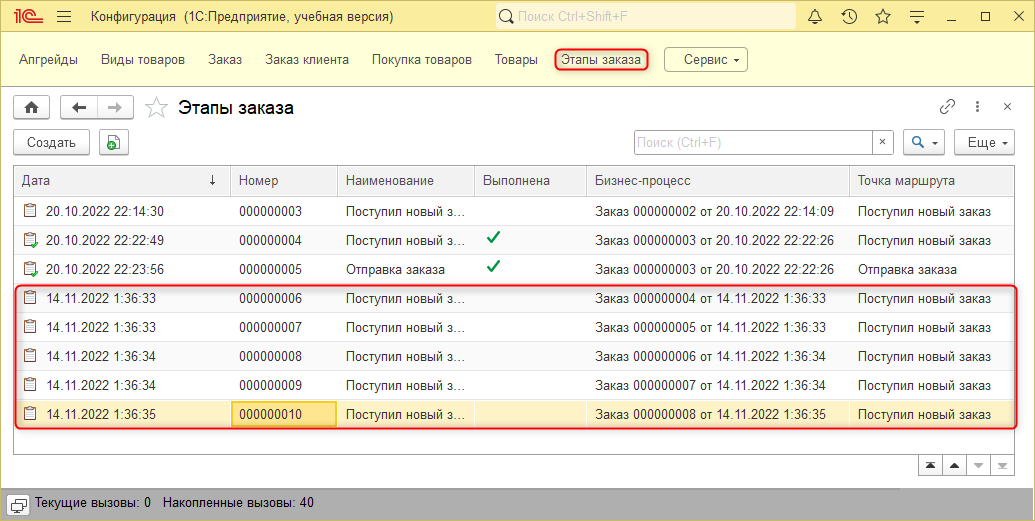 1С Конфигурация (1С:Предприятие, учебная версия) Поиск Ctrl+Shift+F
Апгрейды Виды товаров Заказ Заказ клиента Покупка товаров Товары Этапы заказа Сервис
Этапы заказа
Создать Поиск (Ctrl+F) × Еще
Дата ↓ Номер Наименование Выполнена Бизнес-процесс Точка маршрута
20.10.2022 22:14:30 000000003 Поступил новый з... Заказ 000000002 от 20.10.2022 22:14:09 Поступил новый заказ
20.10.2022 22:22:49 000000004 Поступил новый з... Заказ 000000003 от 20.10.2022 22:22:26 Поступил новый заказ
20.10.2022 22:23:56 000000005 Отправка заказа Заказ 000000003 от 20.10.2022 22:22:26 Отправка заказа
14.11.2022 1:36:33 000000006 Поступил новый з... Заказ 000000004 от 14.11.2022 1:36:33 Поступил новый заказ
14.11.2022 1:36:33 000000007 Поступил новый з... Заказ 000000005 от 14.11.2022 1:36:33 Поступил новый заказ
14.11.2022 1:36:34 000000008 Поступил новый з... Заказ 000000006 от 14.11.2022 1:36:34 Поступил новый заказ
14.11.2022 1:36:34 000000009 Поступил новый з... Заказ 000000007 от 14.11.2022 1:36:34 Поступил новый заказ
14.11.2022 1:36:35 000000010 Поступил новый з... Заказ 000000008 от 14.11.2022 1:36:35 Поступил новый заказ
Текущие вызовы: 0 Накопленные вызовы: 40